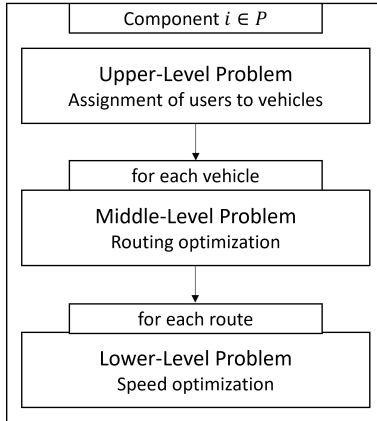 Component i ∈ P
Upper-Level Problem
Assignment of users to vehicles
for each vehicle
Middle-Level Problem
Routing optimization
for each route
Lower-Level Problem
Speed optimization